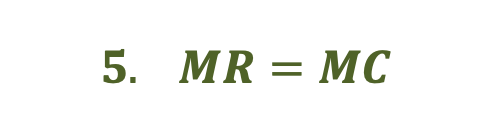 5. MR = MC